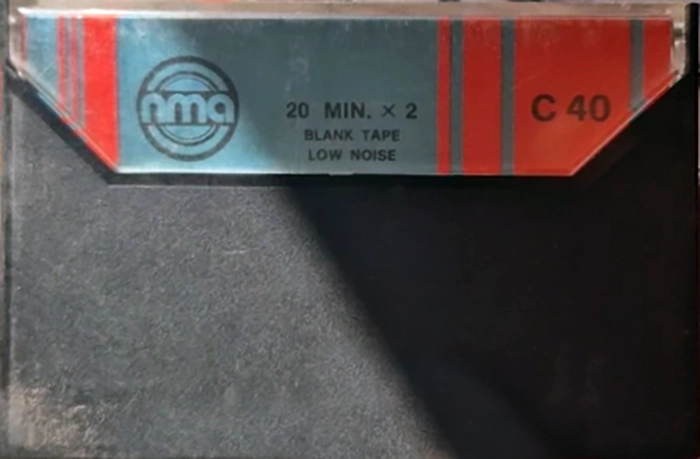 nma
20 MIN. × 2
BLANK TAPE
LOW NOISE
C 40